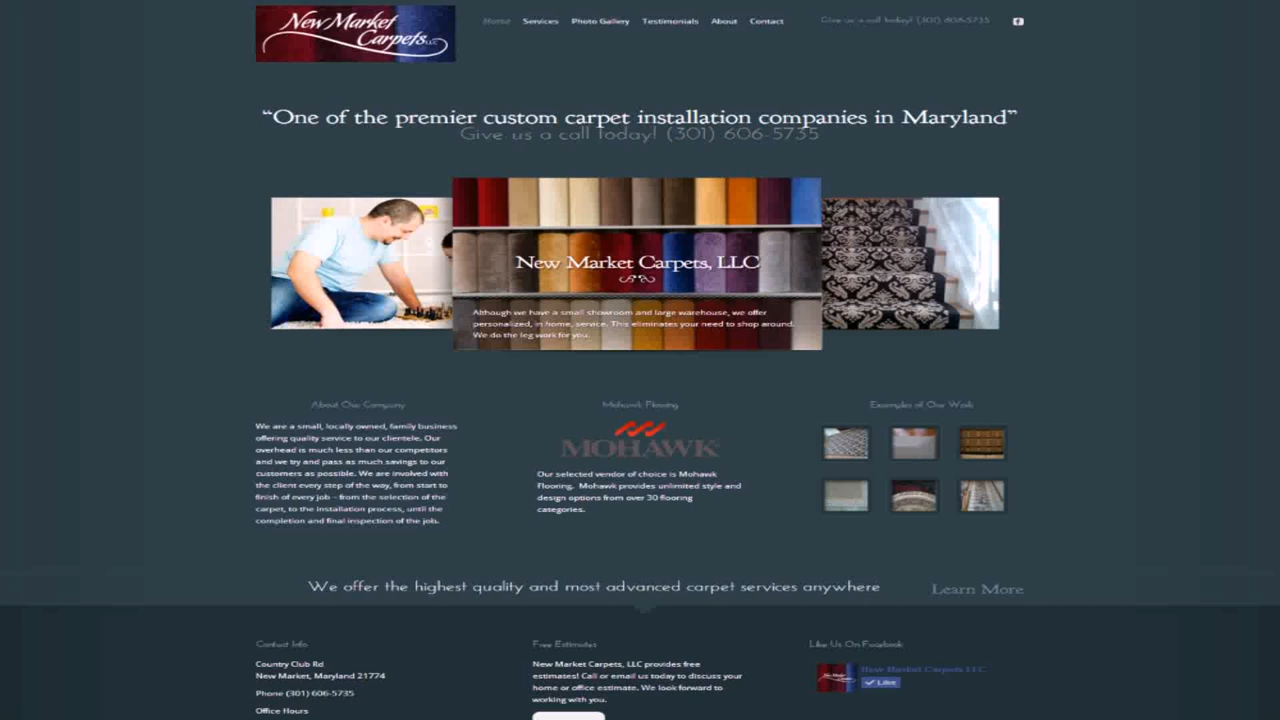 New Market
Carpets LLC
Home Services Photo Gallery Testimonials About Contact
Give us a call today! (301) 606-5735
“One of the premier custom carpet installation companies in Maryland”
Give us a call today! (301) 606-5735
New Market Carpets, LLC
Although we have a small showroom and large warehouse, we offer
personalized, in home, service. This eliminates your need to shop around.
We do the leg work for you.
About Our Company
We are a small, locally owned, family business
offering quality service to our clientele. Our
overhead is much less than our competitors
and we try and pass as much savings to our
customers as possible. We are involved with
the client every step of the way, from start to
finish of every job – from the selection of the
carpet, to the installation process, until the
completion and final inspection of the job.
Mohawk Flooring
MOHAWK
Our selected vendor of choice is Mohawk
Flooring. Mohawk provides unlimited style and
design options from over 30 flooring
categories.
Examples of Our Work
We offer the highest quality and most advanced carpet services anywhere
Learn More
Contact Info
Country Club Rd
New Market, Maryland 21774
Phone (301) 606-5735
Office Hours
Free Estimates
New Market Carpets, LLC provides free
estimates! Call or email us today to discuss your
home or office estimate. We look forward to
working with you.
Like Us On Facebook
New Market Carpets LLC
Like